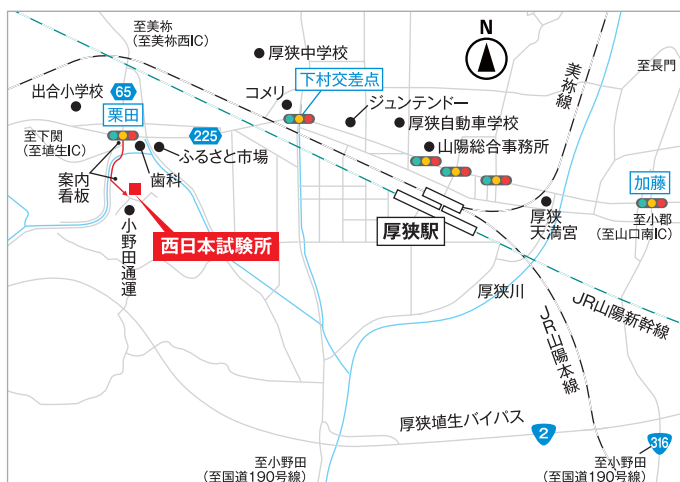 至美祢
(至美祢西IC)
厚狭中学校
N
下村交差点
至長門
美祢線
出合小学校
65
コメリ
ジュンテンドー
栗田
厚狭自動車学校
至下関
(至埴生IC)
225
ふるさと市場
山陽総合事務所
案内
看板
歯科
加藤
小野田通運
西日本試験所
厚狭駅
厚狭
天満宮
至小郡
(至山口南IC)
厚狭川
JR山陽新幹線
JR山陽本線
厚狭埴生バイパス
2
316
至小野田
(至国道190号線)
至小野田
(至国道190号線)